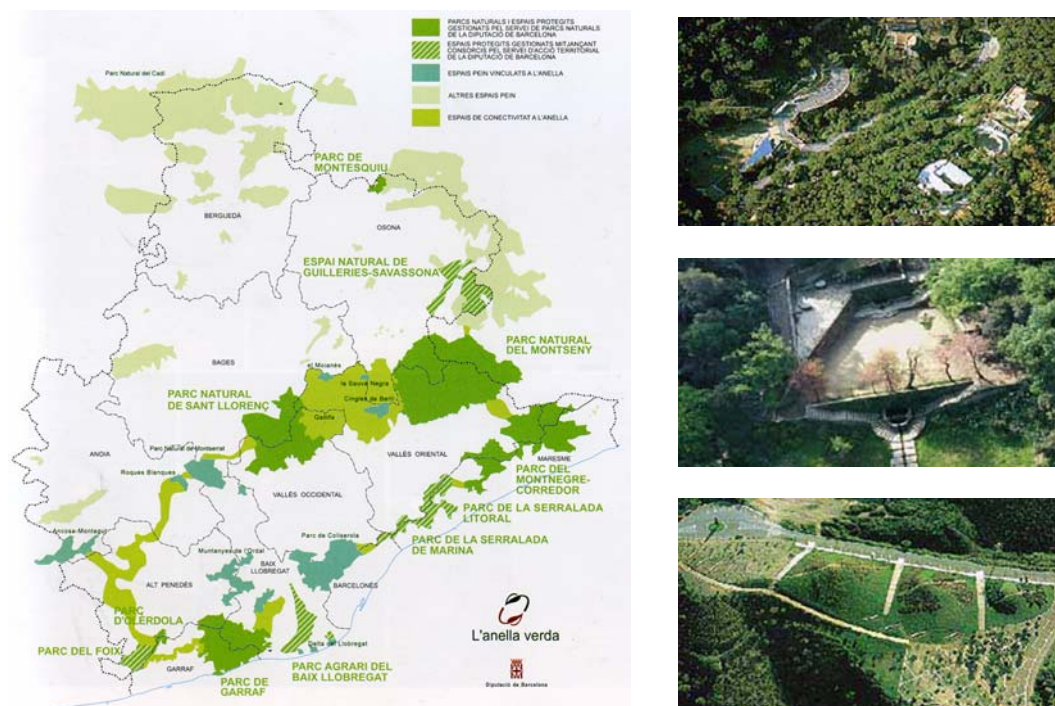 PARCS NATURALS I ESPAIS PROTEGITS
GESTIONATS PEL SERVEI DE PARCS NATURALS
DE LA DIPUTACIÓ DE BARCELONA
ESPAIS PROTEGITS GESTIONATS MITJANÇANT
CONSORCIS PEL SERVEI D'ACCIÓ TERRITORIAL
DE LA DIPUTACIÓ DE BARCELONA
ESPAIS PEIN VINCULATS A L'ANELLA
ALTRES ESPAIS PEIN
ESPAIS DE CONECTIVITAT A L'ANELLA
Parc Natural del Cadí
PARC DE
MONTESQUIU
BERGUEDÀ
OSONA
ESPAI NATURAL DE
GUILLERIES-SAVASSONA
PARC NATURAL
DEL MONTSENY
BAGES
el Moianès
la Sauva Negra
Cingles de Bertí
PARC NATURAL
DE SANT LLORENÇ
Gallifa
Parc Natural de Montserrat
ANOIA
Roques Blanques
VALLÈS ORIENTAL
MARESME
PARC DEL
MONTNEGRE-
CORREDOR
VALLÈS OCCIDENTAL
PARC DE LA SERRALADA
LITORAL
Ancosa-Montagut
Parc de Collserola
PARC DE LA SERRALADA
DE MARINA
Muntanyes de l'Ordal
BAIX
LLOBREGAT
ALT PENEDÈS
BARCELONÈS
PARC
D'OLÈRDOLA
L'anella verda
PARC DEL FOIX
Delta del Llobregat
GARRAF
PARC AGRARI DEL
BAIX LLOBREGAT
PARC DE
GARRAF
Diputació de Barcelona